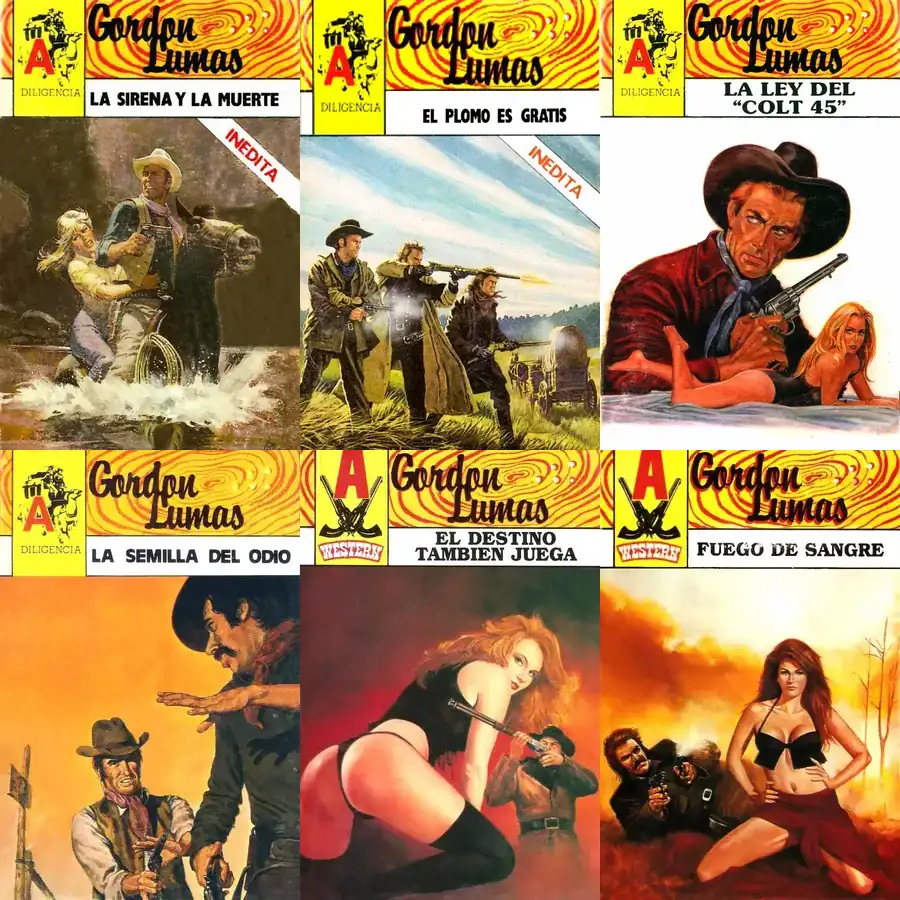 A
DILIGENCIA
Gordon
Lumas
LA SIRENA Y LA MUERTE
INEDITA
A
DILIGENCIA
Gordon
Lumas
EL PLOMO ES GRATIS
INEDITA
A
DILIGENCIA
Gordon
Lumas
LA LEY DEL
"COLT 45"
A
DILIGENCIA
Gordon
Lumas
LA SEMILLA DEL ODIO
A
WESTERN
Gordon
Lumas
EL DESTINO
TAMBIEN JUEGA
A
WESTERN
Gordon
Lumas
FUEGO DE SANGRE